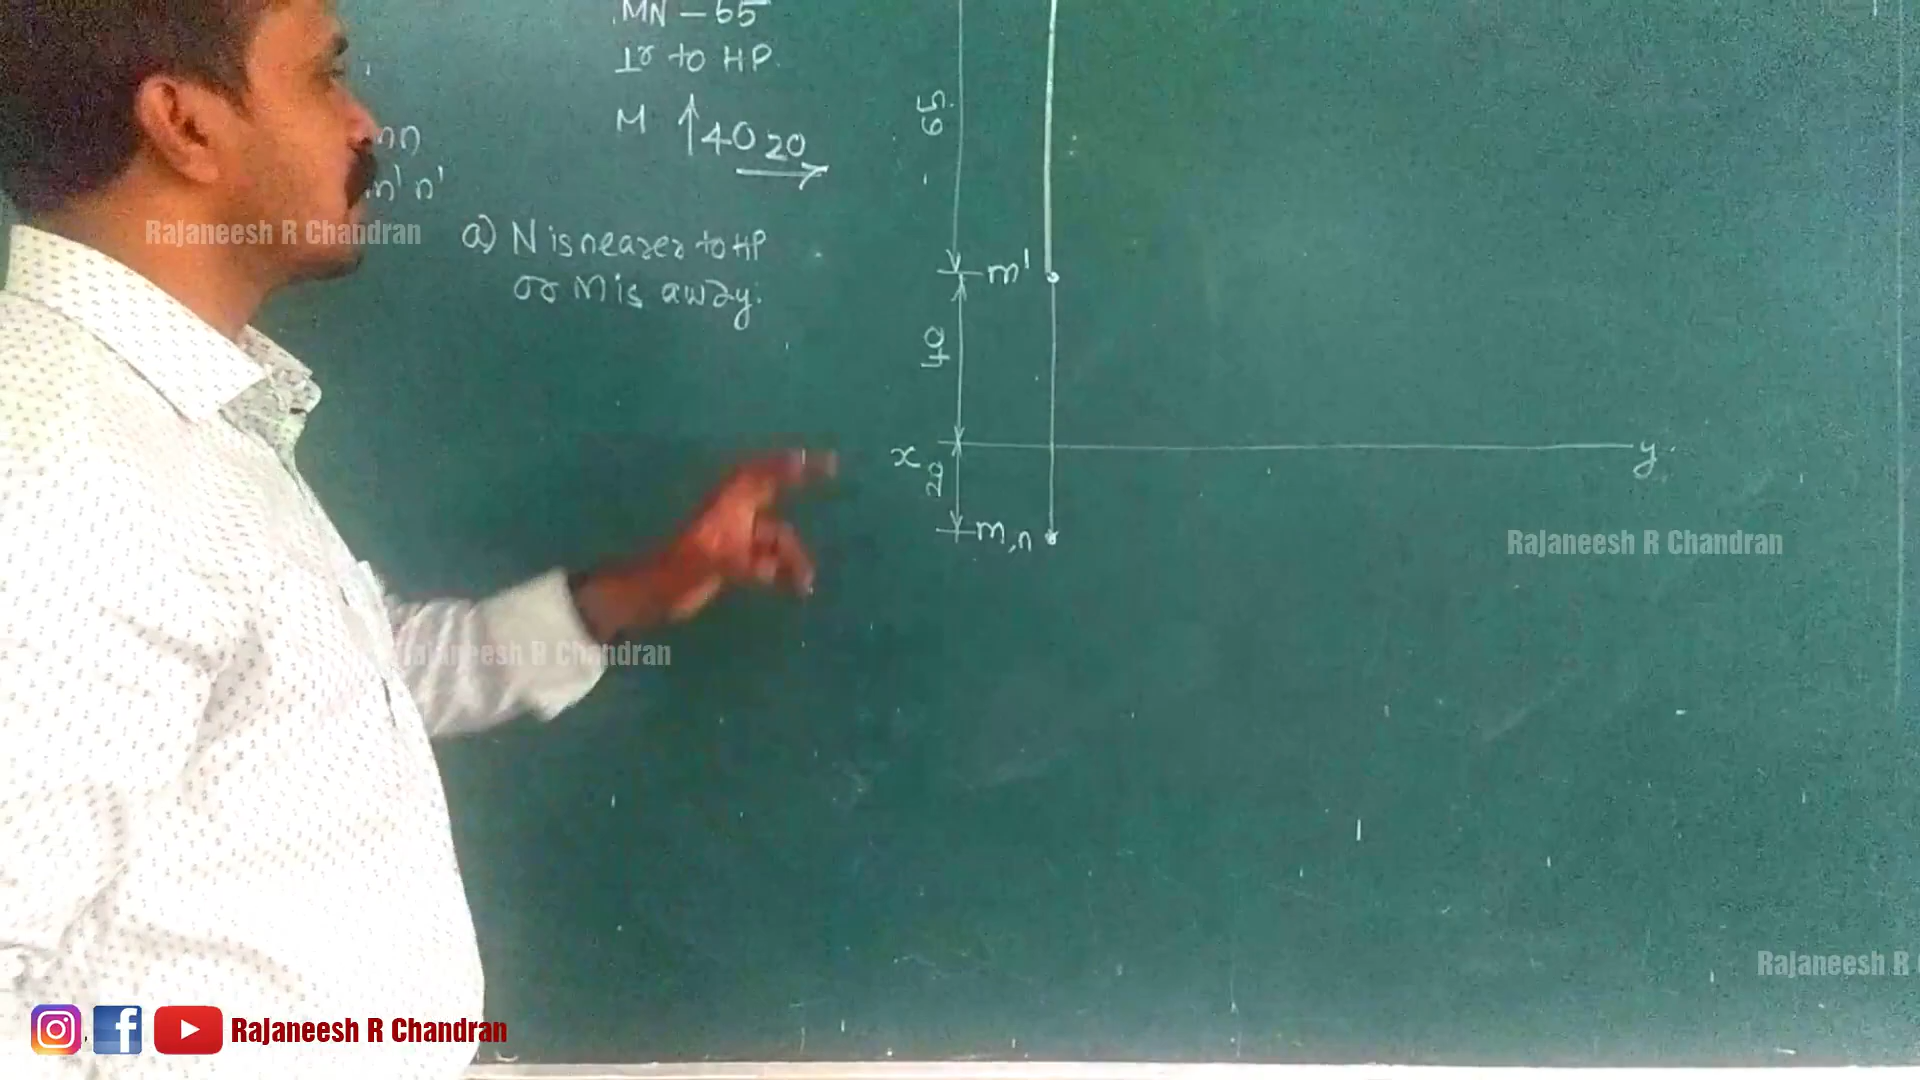 MN - 65
⊥r to HP
M ↑40 20 →
nn
m' n'
a) N is nearer to HP
or M is away.
65
m'
40
x
y
20
m,n
Rajaneesh R Chandran
Rajaneesh R Chandran
Rajaneesh R Chandran
Rajaneesh R
Rajaneesh R Chandran